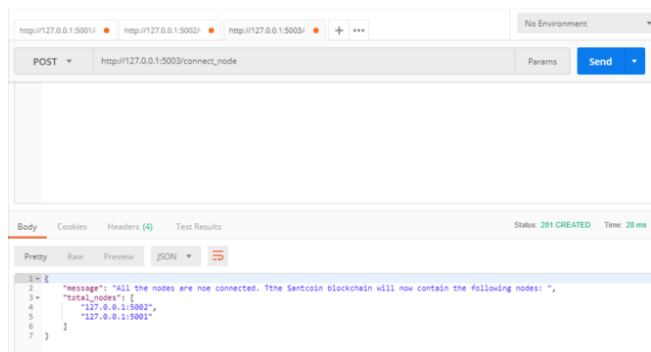 No Environment
http://127.0.0.1:5001/ http://127.0.0.1:5002/ http://127.0.0.1:5003/ + •••
POST http://127.0.0.1:5003/connect_node Params Send
Body Cookies Headers (4) Test Results Status: 201 CREATED Time: 28 ms
Pretty Raw Preview JSON
1 {
2 "message": "All the nodes are noe connected. Tthe Santcoin blockchain will now contain the following nodes: ",
3 "total_nodes": [
4 "127.0.0.1:5002",
5 "127.0.0.1:5001"
6 ]
7 }